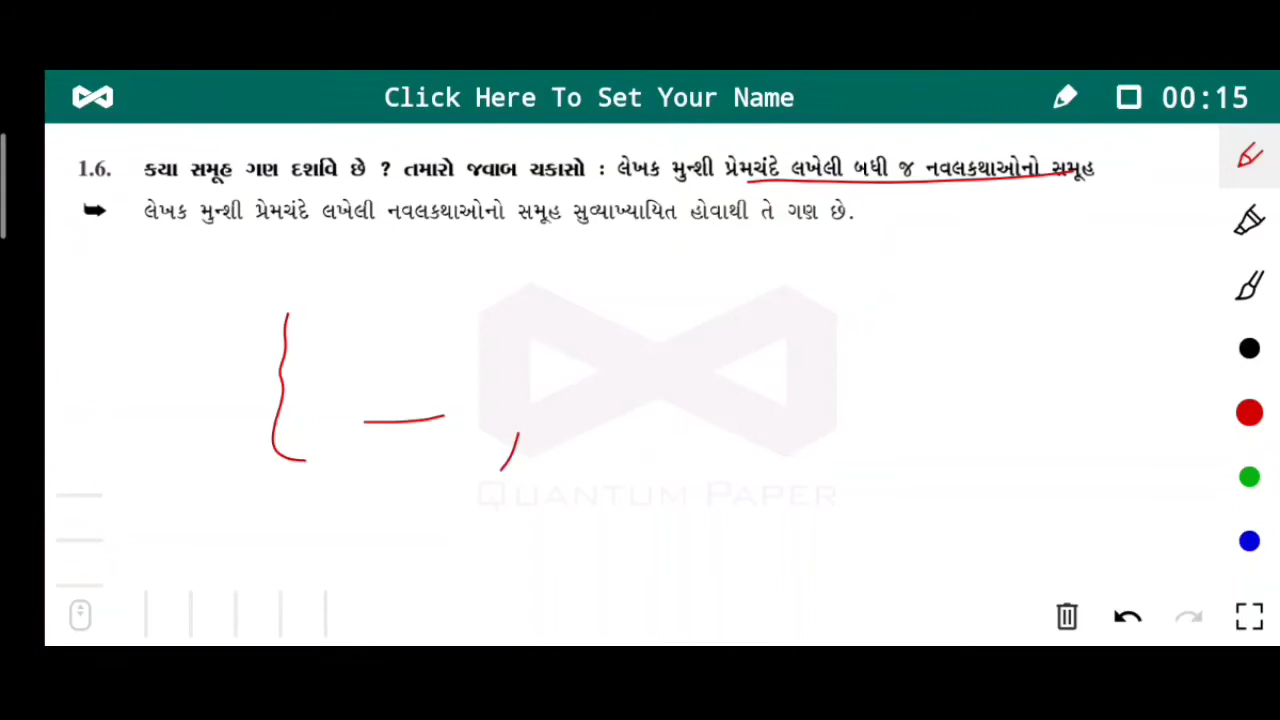 Click Here To Set Your Name 00:15
1.6. કયા સમૂહ ગણ દર્શાવે છે ? તમારો જવાબ ચકાસો : લેખક મુન્શી પ્રેમચંદે લખેલી બધી જ નવલકથાઓનો સમૂહ
લેખક મુન્શી પ્રેમચંદે લખેલી નવલકથાઓનો સમૂહ સુવ્યાખ્યાયિત હોવાથી તે ગણ છે.
QUANTUM PAPER